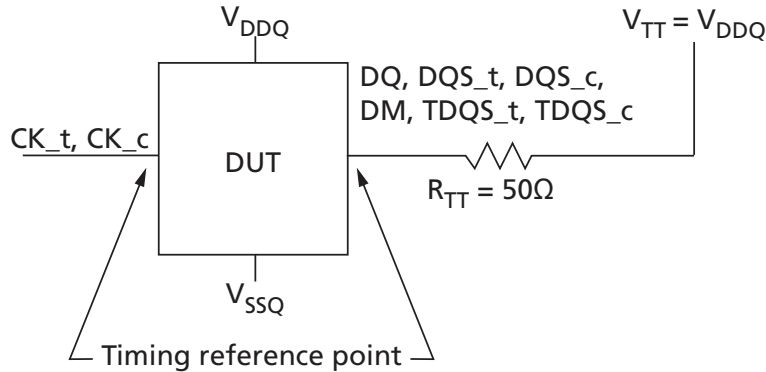 V_DDQ
V_TT = V_DDQ
DQ, DQS_t, DQS_c,
DM, TDQS_t, TDQS_c
CK_t, CK_c
DUT
R_TT = 50Ω
V_SSQ
Timing reference point